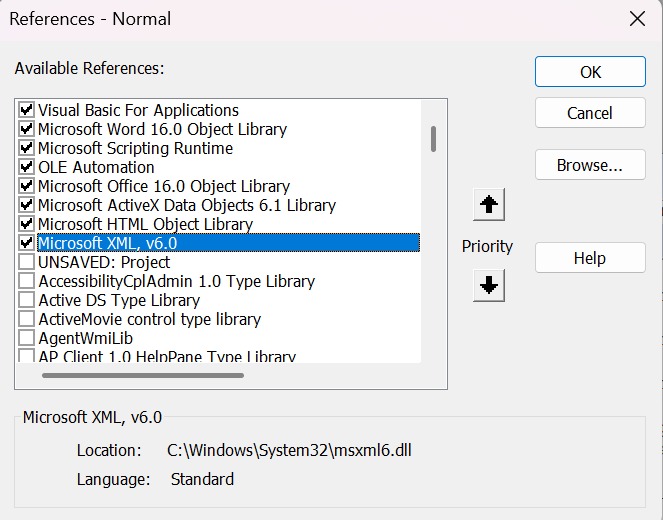 References - Normal
Available References:
OK
Visual Basic For Applications
Cancel
Microsoft Word 16.0 Object Library
Microsoft Scripting Runtime
OLE Automation
Browse...
Microsoft Office 16.0 Object Library
Microsoft ActiveX Data Objects 6.1 Library
Microsoft HTML Object Library
Microsoft XML, v6.0
Priority
UNSAVED: Project
Help
AccessibilityCplAdmin 1.0 Type Library
Active DS Type Library
ActiveMovie control type library
AgentWmiLib
AP Client 1.0 HelpPane Type Library
Microsoft XML, v6.0
Location: C:\Windows\System32\msxml6.dll
Language: Standard